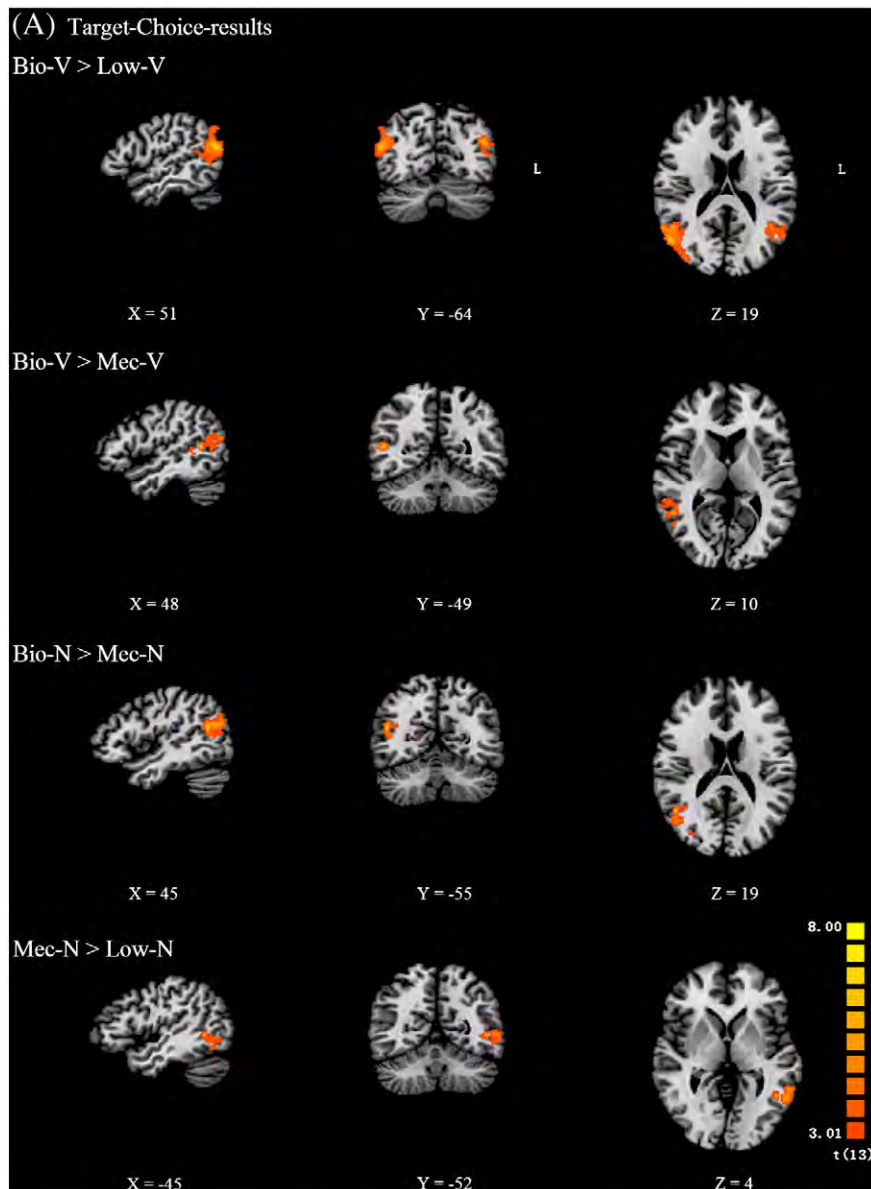 (A) Target-Choice-results
Bio-V > Low-V
L
L
X = 51
Y = -64
Z = 19
Bio-V > Mec-V
X = 48
Y = -49
Z = 10
Bio-N > Mec-N
X = 45
Y = -55
Z = 19
Mec-N > Low-N
8.00
3.01
t(13)
X = -45
Y = -52
Z = 4